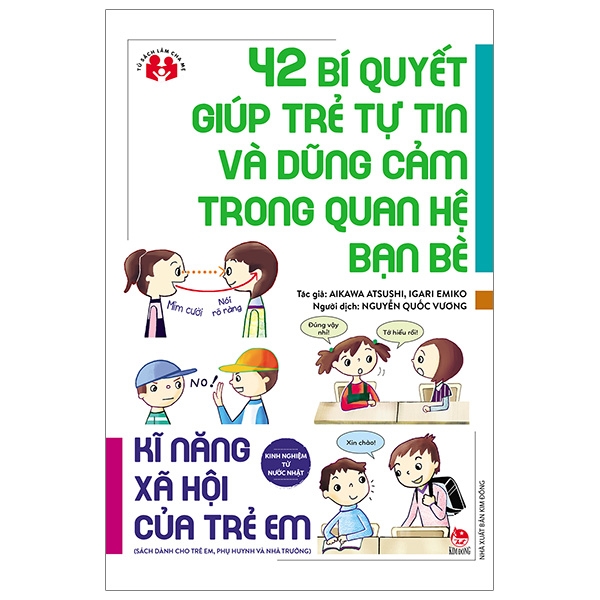 TỦ SÁCH LÀM CHA MẸ
42 BÍ QUYẾT
GIÚP TRẺ TỰ TIN
VÀ DŨNG CẢM
TRONG QUAN HỆ
BẠN BÈ
Tác giả: AIKAWA ATSUSHI, IGARI EMIKO
Người dịch: NGUYỄN QUỐC VƯƠNG
Mỉm cười
Nói
rõ ràng
Đúng vậy
nhỉ!
Tớ hiểu rồi!
NO!
Xin chào!
KĨ NĂNG
XÃ HỘI
CỦA TRẺ EM
KINH NGHIỆM
TỪ
NƯỚC NHẬT
(SÁCH DÀNH CHO TRẺ EM, PHỤ HUYNH VÀ NHÀ TRƯỜNG)
KIM ĐỒNG
NHÀ XUẤT BẢN KIM ĐỒNG